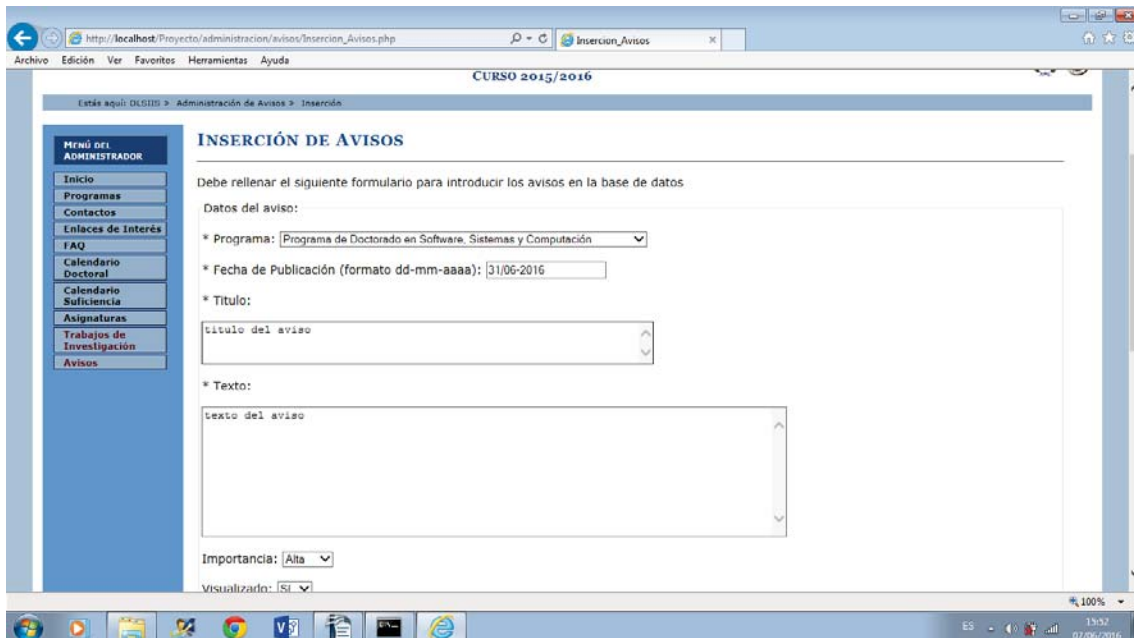 http://localhost/Proyecto/administracion/avisos/Insercion_Avisos.php
Insercion_Avisos
Archivo Edición Ver Favoritos Herramientas Ayuda
CURSO 2015/2016
Estás aquí: DLSIIS > Administración de Avisos > Inserción
MENÚ DEL
ADMINISTRADOR
Inicio
Programas
Contactos
Enlaces de Interés
FAQ
Calendario
Doctoral
Calendario
Suficiencia
Asignaturas
Trabajos de
Investigación
Avisos
INSERCIÓN DE AVISOS
Debe rellenar el siguiente formulario para introducir los avisos en la base de datos
Datos del aviso:
* Programa: Programa de Doctorado en Software, Sistemas y Computación
* Fecha de Publicación (formato dd-mm-aaaa): 31/06-2016
* Titulo:
titulo del aviso
* Texto:
texto del aviso
Importancia: Alta
Visualizado: SI
100%
ES
15:52
02/06/2016